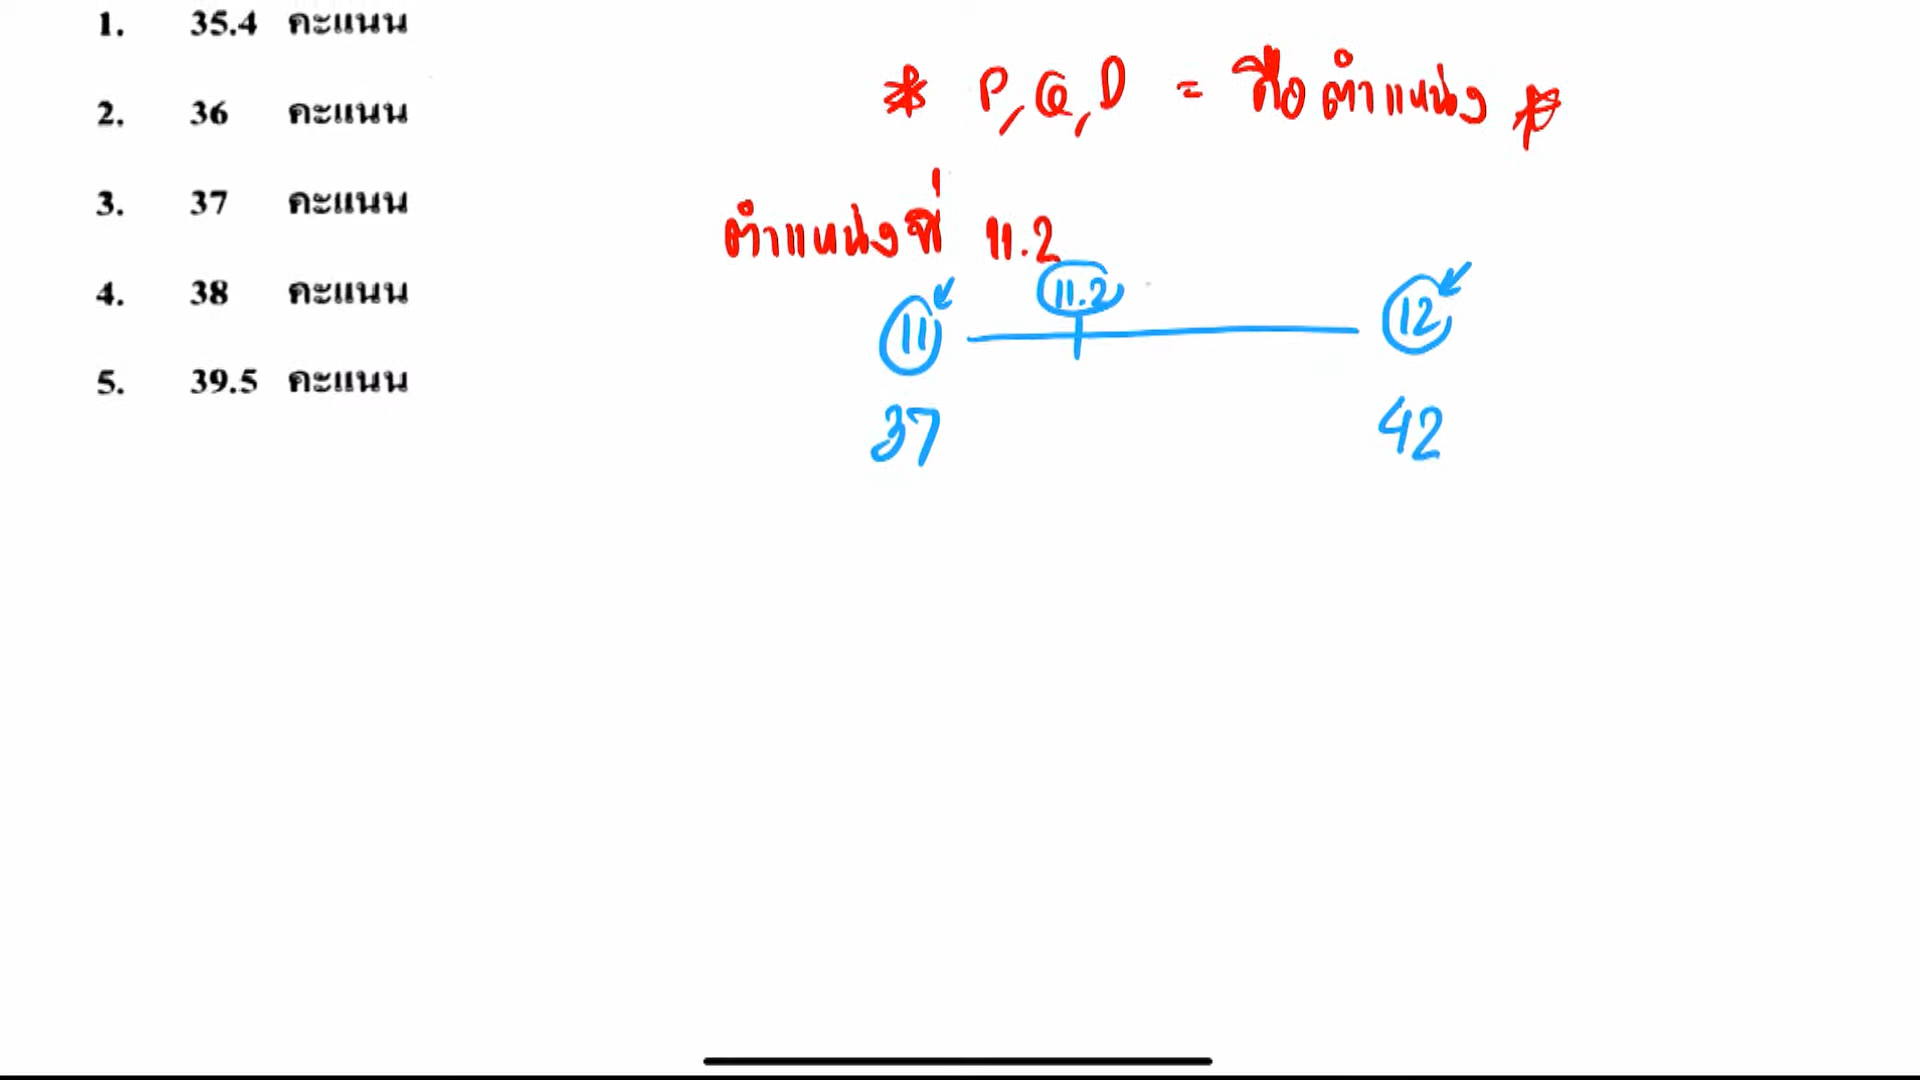 1. 35.4 คะแนน
2. 36 คะแนน
3. 37 คะแนน
4. 38 คะแนน
5. 39.5 คะแนน
* P, Q, D = คือตำแหน่ง *
ตำแหน่งที่ 11.2
11 11.2 12
37 42